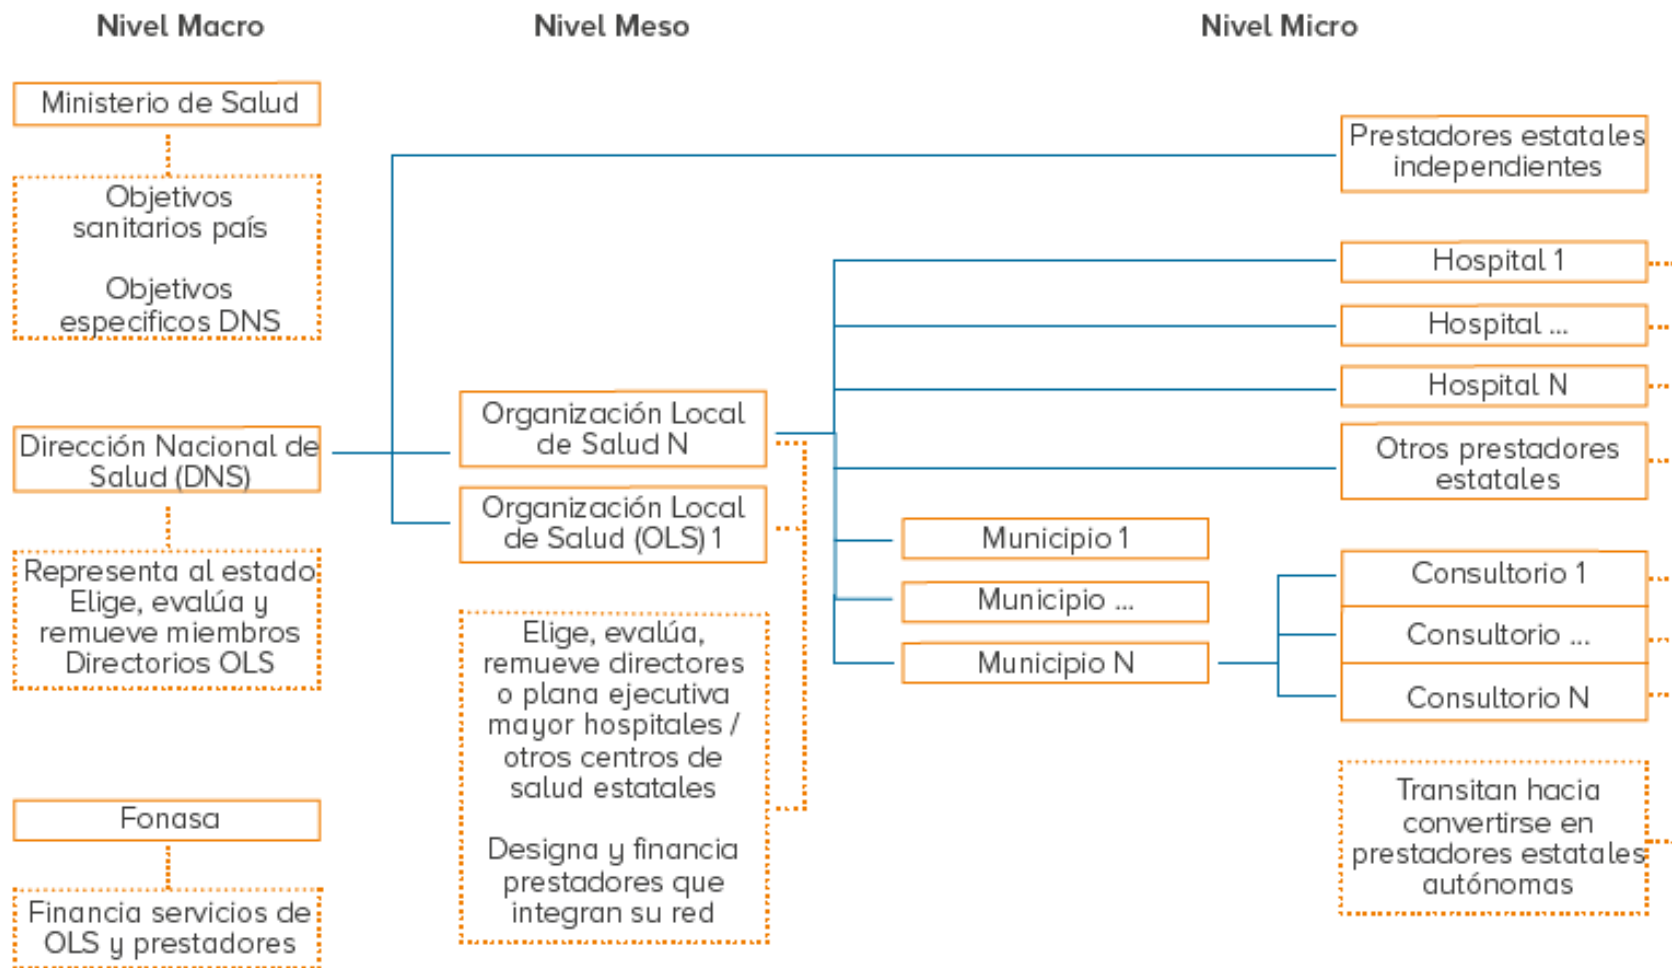 Nivel Macro
Nivel Meso
Nivel Micro
Ministerio de Salud
Objetivos
sanitarios país
Objetivos
especificos DNS
Dirección Nacional de
Salud (DNS)
Representa al estado
Elige, evalúa y
remueve miembros
Directorios OLS
Fonasa
Financia servicios de
OLS y prestadores
Organización Local
de Salud N
Organización Local
de Salud (OLS) 1
Elige, evalúa,
remueve directores
o plana ejecutiva
mayor hospitales /
otros centros de
salud estatales
Designa y financia
prestadores que
integran su red
Prestadores estatales
independientes
Hospital 1
Hospital ...
Hospital N
Otros prestadores
estatales
Municipio 1
Municipio ...
Municipio N
Consultorio 1
Consultorio ...
Consultorio N
Transitan hacia
convertirse en
prestadores estatales
autónomas